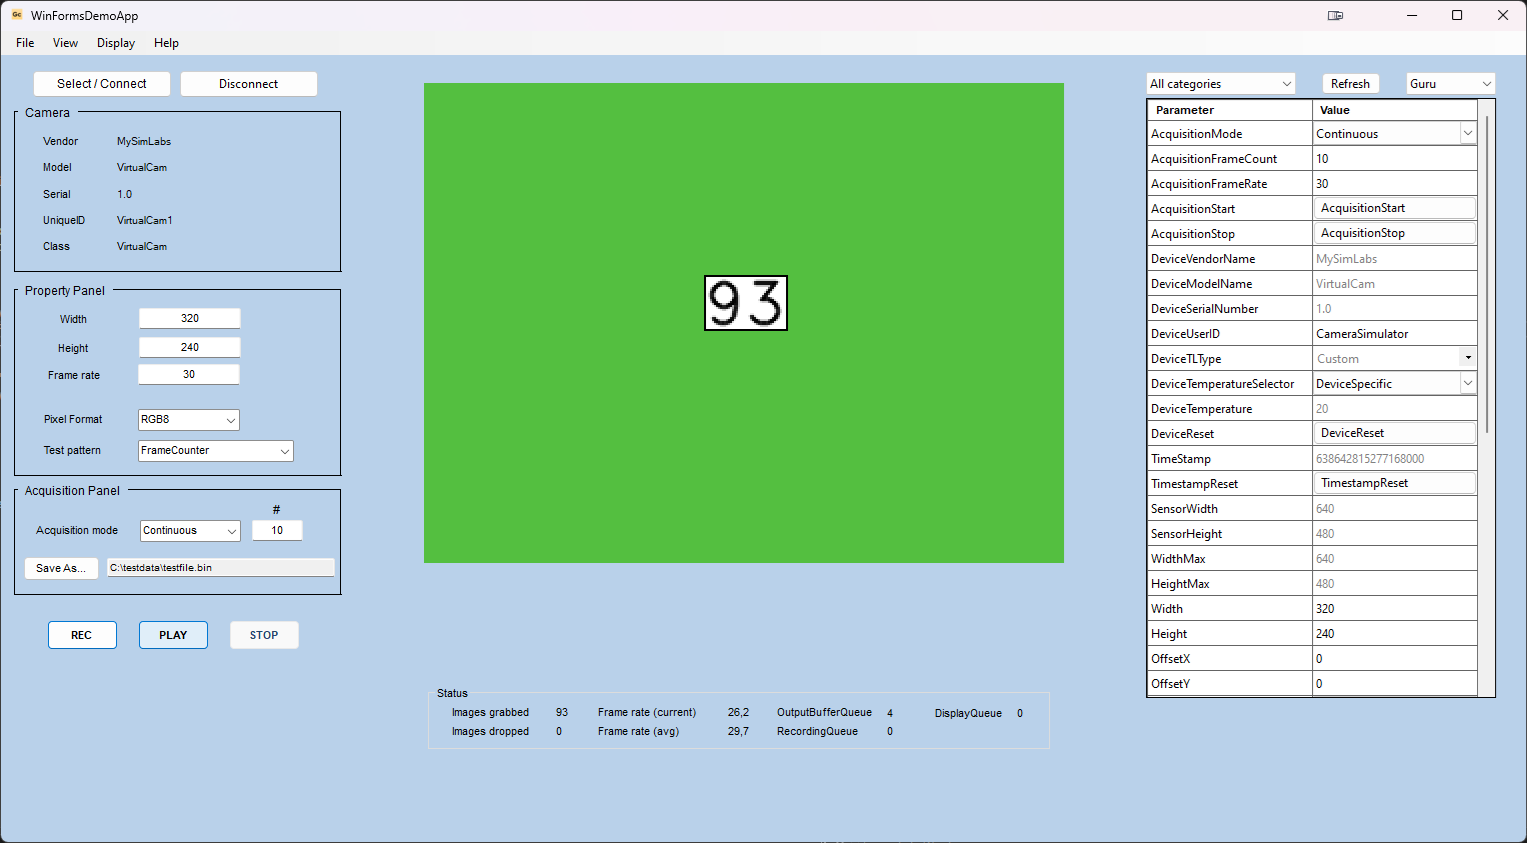 Gc WinFormsDemoApp
File View Display Help
Select / Connect Disconnect
Camera
Vendor MySimLabs
Model VirtualCam
Serial 1.0
UniqueID VirtualCam1
Class VirtualCam
Property Panel
Width 320
Height 240
Frame rate 30
Pixel Format RGB8
Test pattern FrameCounter
Acquisition Panel
#
Acquisition mode Continuous 10
Save As... C:\testdata\testfile.bin
REC PLAY STOP
93
Status
Images grabbed 93 Frame rate (current) 26,2 OutputBufferQueue 4 DisplayQueue 0
Images dropped 0 Frame rate (avg) 29,7 RecordingQueue 0
All categories Refresh Guru
Parameter Value
AcquisitionMode Continuous
AcquisitionFrameCount 10
AcquisitionFrameRate 30
AcquisitionStart AcquisitionStart
AcquisitionStop AcquisitionStop
DeviceVendorName MySimLabs
DeviceModelName VirtualCam
DeviceSerialNumber 1.0
DeviceUserID CameraSimulator
DeviceTLType Custom
DeviceTemperatureSelector DeviceSpecific
DeviceTemperature 20
DeviceReset DeviceReset
TimeStamp 638642815277168000
TimestampReset TimestampReset
SensorWidth 640
SensorHeight 480
WidthMax 640
HeightMax 480
Width 320
Height 240
OffsetX 0
OffsetY 0